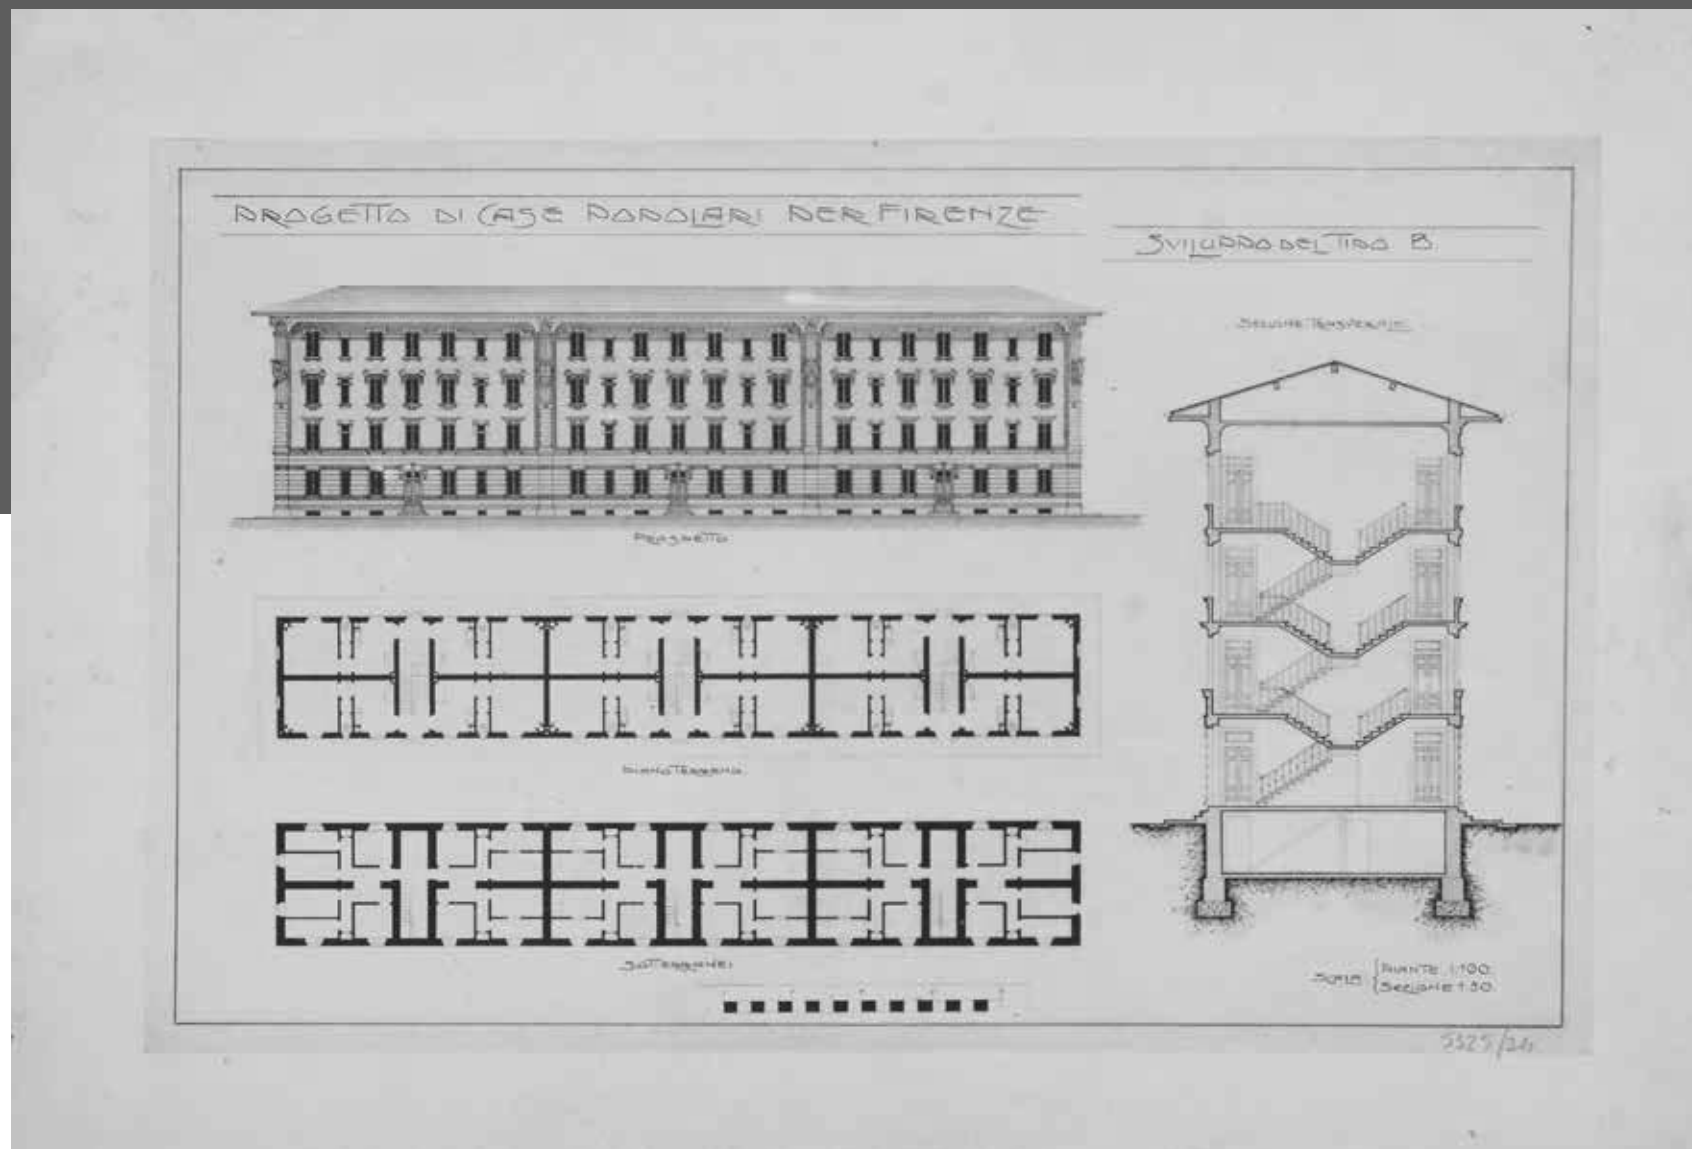 PROGETTO DI CASE POPOLARI PER FIRENZE
SVILUPPO DEL TIPO B.
SEZIONE TRASVERSALE
PROSPETTO
PIANO TERRENO
SOTTERRANEI
SCALA PIANTE 1:100.
SEZIONE 1:50.
5525/24